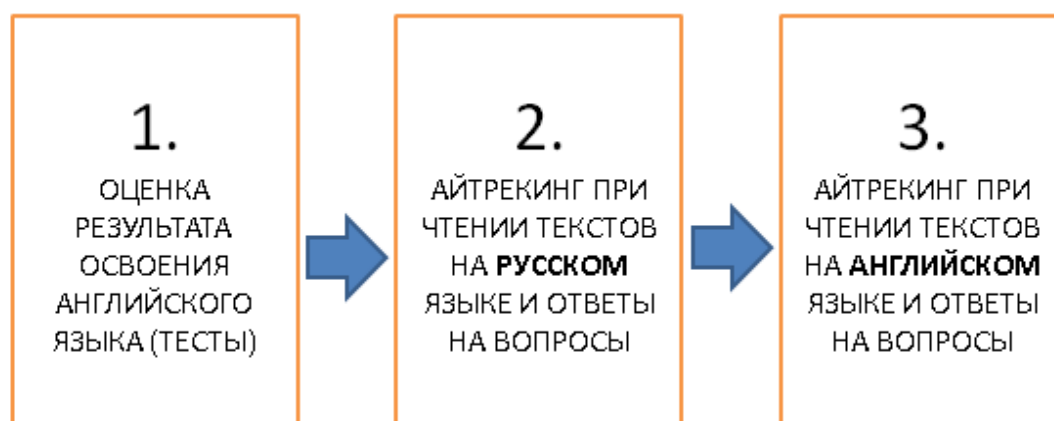 1.
ОЦЕНКА
РЕЗУЛЬТАТА
ОСВОЕНИЯ
АНГЛИЙСКОГО
ЯЗЫКА (ТЕСТЫ)
2.
АЙТРЕКИНГ ПРИ
ЧТЕНИИ ТЕКСТОВ
НА РУССКОМ
ЯЗЫКЕ И ОТВЕТЫ
НА ВОПРОСЫ
3.
АЙТРЕКИНГ ПРИ
ЧТЕНИИ ТЕКСТОВ
НА АНГЛИЙСКОМ
ЯЗЫКЕ И ОТВЕТЫ
НА ВОПРОСЫ